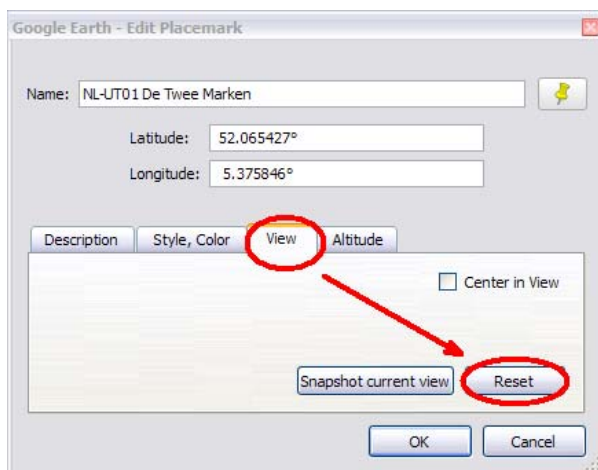 Google Earth - Edit Placemark
Name: NL-UT01 De Twee Marken
Latitude: 52.065427°
Longitude: 5.375846°
Description Style, Color View Altitude
Center in View
Snapshot current view Reset
OK Cancel